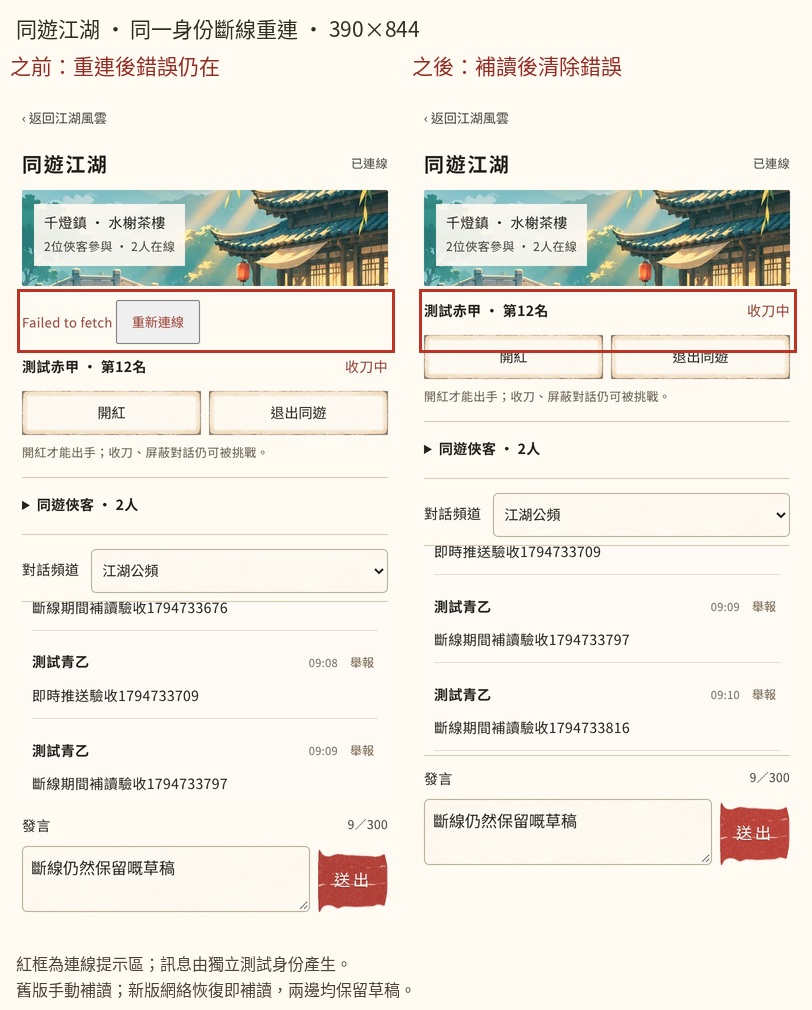 同遊江湖 · 同一身份斷線重連 · 390×844
之前：重連後錯誤仍在
‹ 返回江湖風雲
同遊江湖
已連線
千燈鎮 · 水榭茶樓
2位俠客參與 · 2人在線
Failed to fetch
重新連線
測試赤甲 · 第12名
收刀中
開紅
退出同遊
開紅才能出手；收刀、屏蔽對話仍可被挑戰。
▶ 同遊俠客 · 2人
對話頻道
江湖公頻
斷線期間補讀驗收1794733676
測試青乙
09:08
舉報
即時推送驗收1794733709
測試青乙
09:09
舉報
斷線期間補讀驗收1794733797
發言
9／300
斷線仍然保留嘅草稿
送出
之後：補讀後清除錯誤
‹ 返回江湖風雲
同遊江湖
已連線
千燈鎮 · 水榭茶樓
2位俠客參與 · 2人在線
測試赤甲 · 第12名
收刀中
開紅
退出同遊
開紅才能出手；收刀、屏蔽對話仍可被挑戰。
▶ 同遊俠客 · 2人
對話頻道
江湖公頻
即時推送驗收1794733709
測試青乙
09:09
舉報
斷線期間補讀驗收1794733797
測試青乙
09:10
舉報
斷線期間補讀驗收1794733816
發言
9／300
斷線仍然保留嘅草稿
送出
紅框為連線提示區；訊息由獨立測試身份產生。
舊版手動補讀；新版網絡恢復即補讀，兩邊均保留草稿。